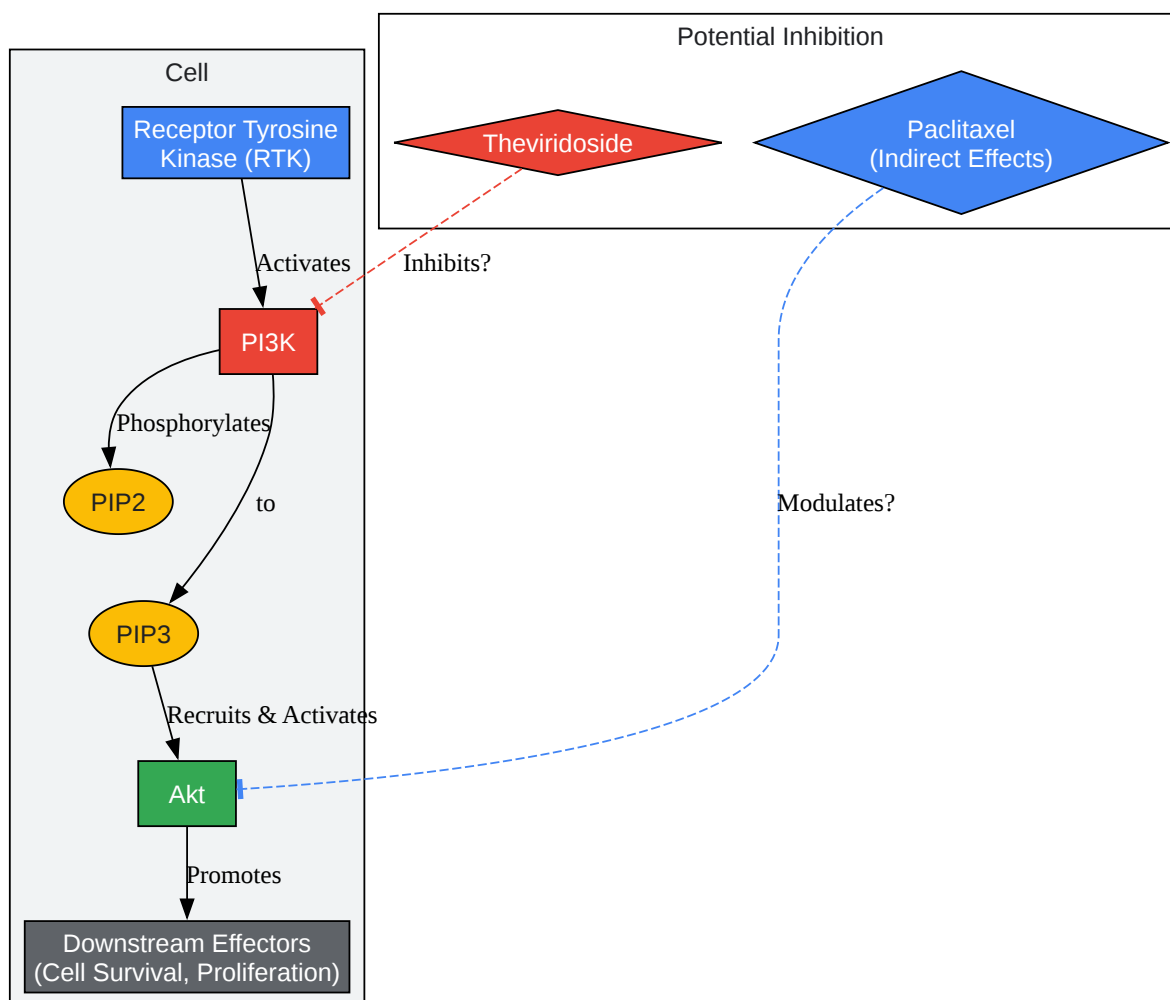 Potential Inhibition
Cell
Receptor Tyrosine
Kinase (RTK)
Theviridoside
Paclitaxel
(Indirect Effects)
Activates
Inhibits?
PI3K
Phosphorylates
PIP2
to
Modulates?
PIP3
Recruits & Activates
Akt
Promotes
Downstream Effectors
(Cell Survival, Proliferation)